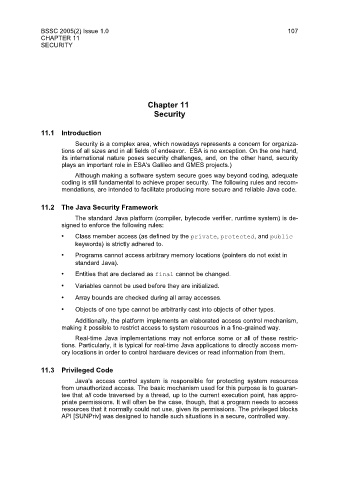 BSSC 2005(2) Issue 1.0 107
CHAPTER 11
SECURITY
Chapter 11
Security
11.1 Introduction
Security is a complex area, which nowadays represents a concern for organiza-
tions of all sizes and in all fields of endeavor. ESA is no exception. On the one hand,
its international nature poses security challenges, and, on the other hand, security
plays an important role in ESA's Galileo and GMES projects.)
Although making a software system secure goes way beyond coding, adequate
coding is still fundamental to achieve proper security. The following rules and recom-
mendations, are intended to facilitate producing more secure and reliable Java code.
11.2 The Java Security Framework
The standard Java platform (compiler, bytecode verifier, runtime system) is de-
signed to enforce the following rules:
• Class member access (as defined by the private, protected, and public
keywords) is strictly adhered to.
• Programs cannot access arbitrary memory locations (pointers do not exist in
standard Java).
• Entities that are declared as final cannot be changed.
• Variables cannot be used before they are initialized.
• Array bounds are checked during all array accesses.
• Objects of one type cannot be arbitrarily cast into objects of other types.
Additionally, the platform implements an elaborated access control mechanism,
making it possible to restrict access to system resources in a fine-grained way.
Real-time Java implementations may not enforce some or all of these restric-
tions. Particularly, it is typical for real-time Java applications to directly access mem-
ory locations in order to control hardware devices or read information from them.
11.3 Privileged Code
Java's access control system is responsible for protecting system resources
from unauthorized access. The basic mechanism used for this purpose is to guaran-
tee that all code traversed by a thread, up to the current execution point, has appro-
priate permissions. It will often be the case, though, that a program needs to access
resources that it normally could not use, given its permissions. The privileged blocks
API [SUNPriv] was designed to handle such situations in a secure, controlled way.